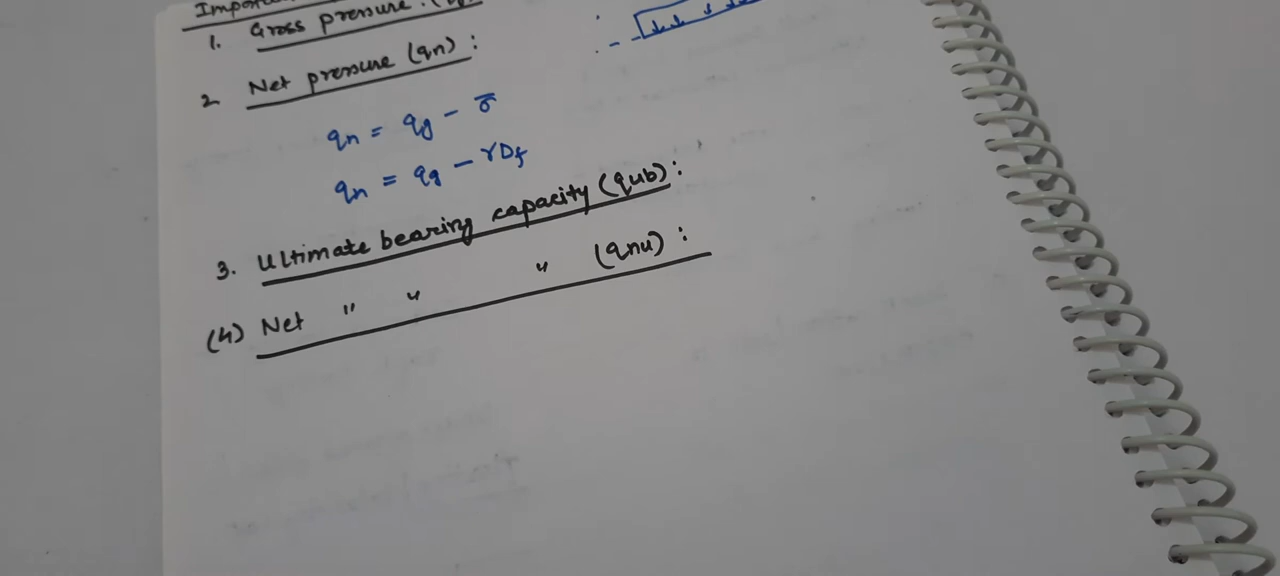 1. Gross pressure :
2 Net pressure (qn) :
qn = qg - σ̅
qn = qg - γDf
3. Ultimate bearing capacity (qub) :
(4) Net " " " (qnu) :